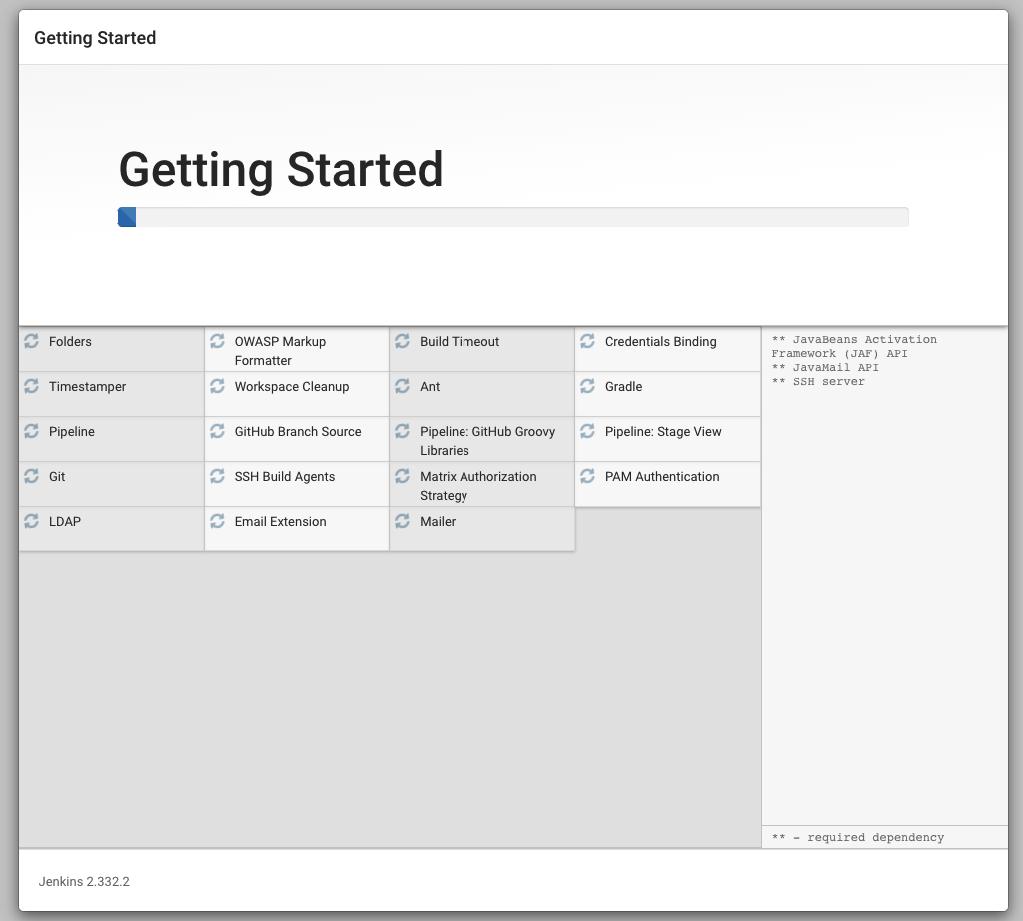 Getting Started
Getting Started
Folders
OWASP Markup
Formatter
Build Timeout
Credentials Binding
Timestamper
Workspace Cleanup
Ant
Gradle
Pipeline
GitHub Branch Source
Pipeline: GitHub Groovy
Libraries
Pipeline: Stage View
Git
SSH Build Agents
Matrix Authorization
Strategy
PAM Authentication
LDAP
Email Extension
Mailer
** JavaBeans Activation
Framework (JAF) API
** JavaMail API
** SSH server
** - required dependency
Jenkins 2.332.2